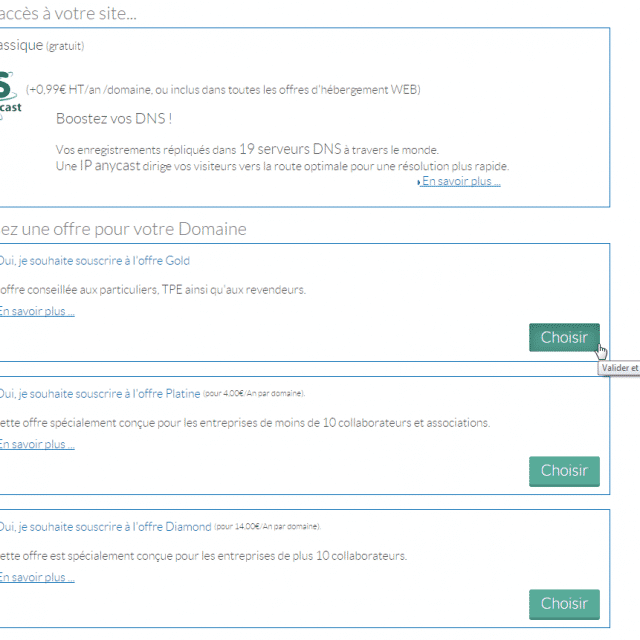 accès à votre site...
assique (gratuit)
S
cast
(+0,99€ HT/an /domaine, ou inclus dans toutes les offres d'hébergement WEB)
Boostez vos DNS !
Vos enregistrements répliqués dans 19 serveurs DNS à travers le monde.
Une IP anycast dirige vos visiteurs vers la route optimale pour une résolution plus rapide.
En savoir plus ...
ez une offre pour votre Domaine
Oui, je souhaite souscrire à l'offre Gold
offre conseillée aux particuliers, TPE ainsi qu'aux revendeurs.
En savoir plus ...
Choisir
Valider et
Oui, je souhaite souscrire à l'offre Platine (pour 4.00€/An par domaine).
ette offre spécialement conçue pour les entreprises de moins de 10 collaborateurs et associations.
En savoir plus ...
Choisir
Oui, je souhaite souscrire à l'offre Diamond (pour 14.00€/An par domaine).
ette offre est spécialement conçue pour les entreprises de plus 10 collaborateurs.
En savoir plus ...
Choisir